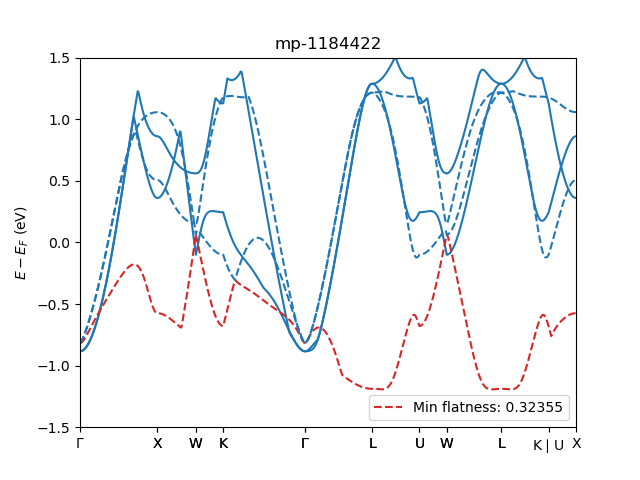 mp-1184422
E − E_F (eV)
1.5
1.0
0.5
0.0
−0.5
−1.0
−1.5
Min flatness: 0.32355
Γ X W K Γ L U W L K | U X